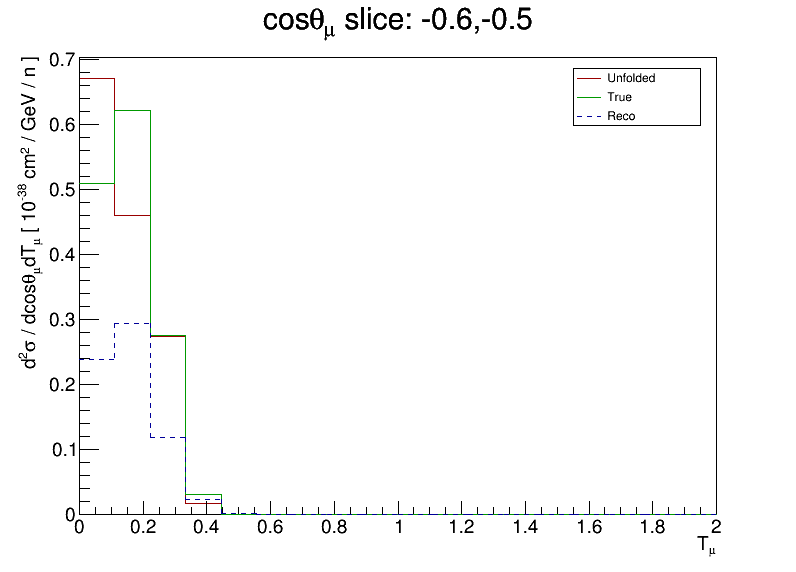 cosθμ slice: -0.6,-0.5
d²σ / dcosθμdTμ [ 10⁻³⁸ cm² / GeV / n ]
0.7
0.6
0.5
0.4
0.3
0.2
0.1
0
Unfolded
True
Reco
0 0.2 0.4 0.6 0.8 1 1.2 1.4 1.6 1.8 2
Tμ